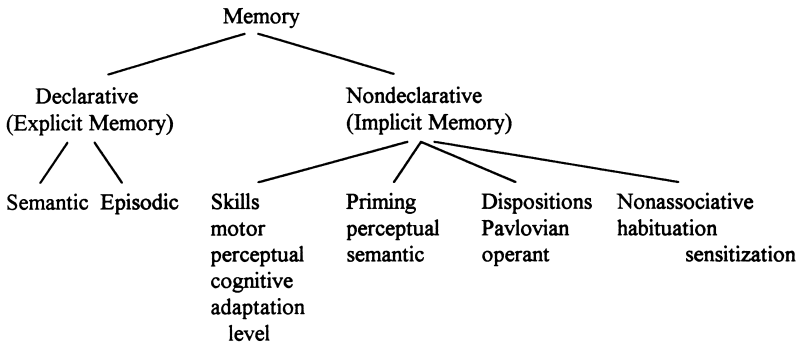 Memory
Declarative
(Explicit Memory)
Nondeclarative
(Implicit Memory)
Semantic
Episodic
Skills
motor
perceptual
cognitive
adaptation
level
Priming
perceptual
semantic
Dispositions
Pavlovian
operant
Nonassociative
habituation
sensitization